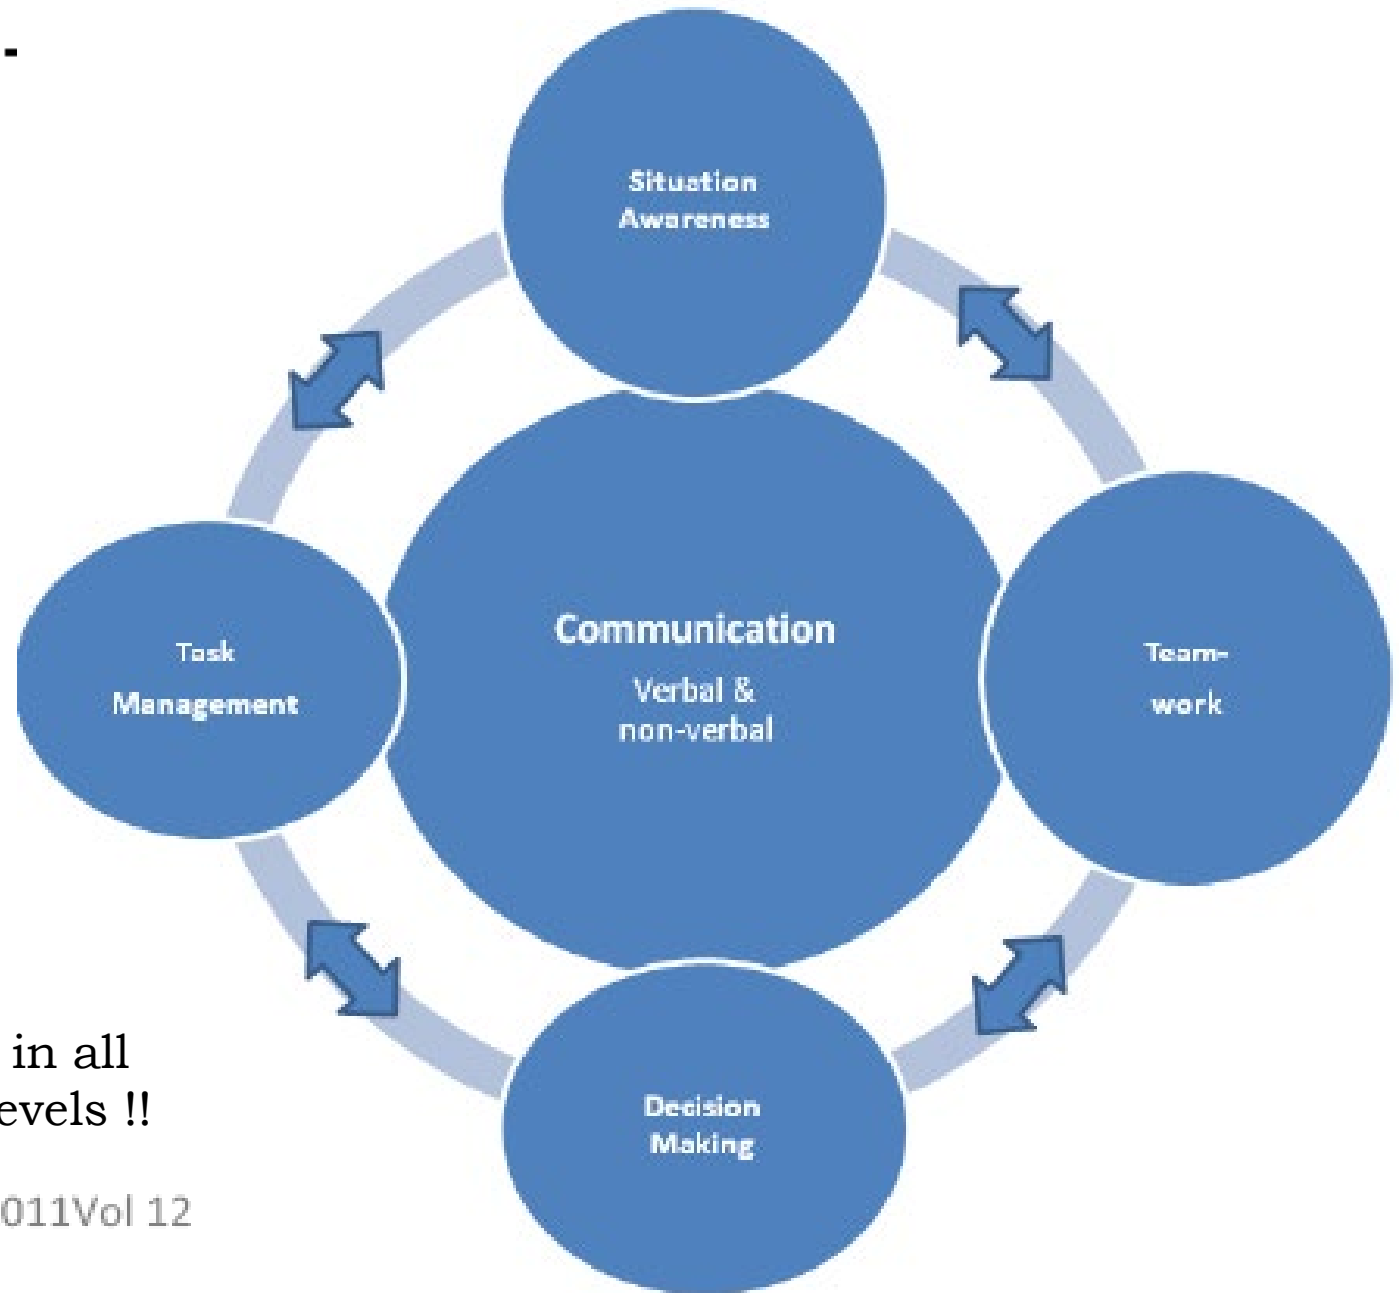 -
Situation
Awareness
Communication
Verbal &
non-verbal
Task
Management
Team-
work
Decision
Making
in all
evels !!
011Vol 12